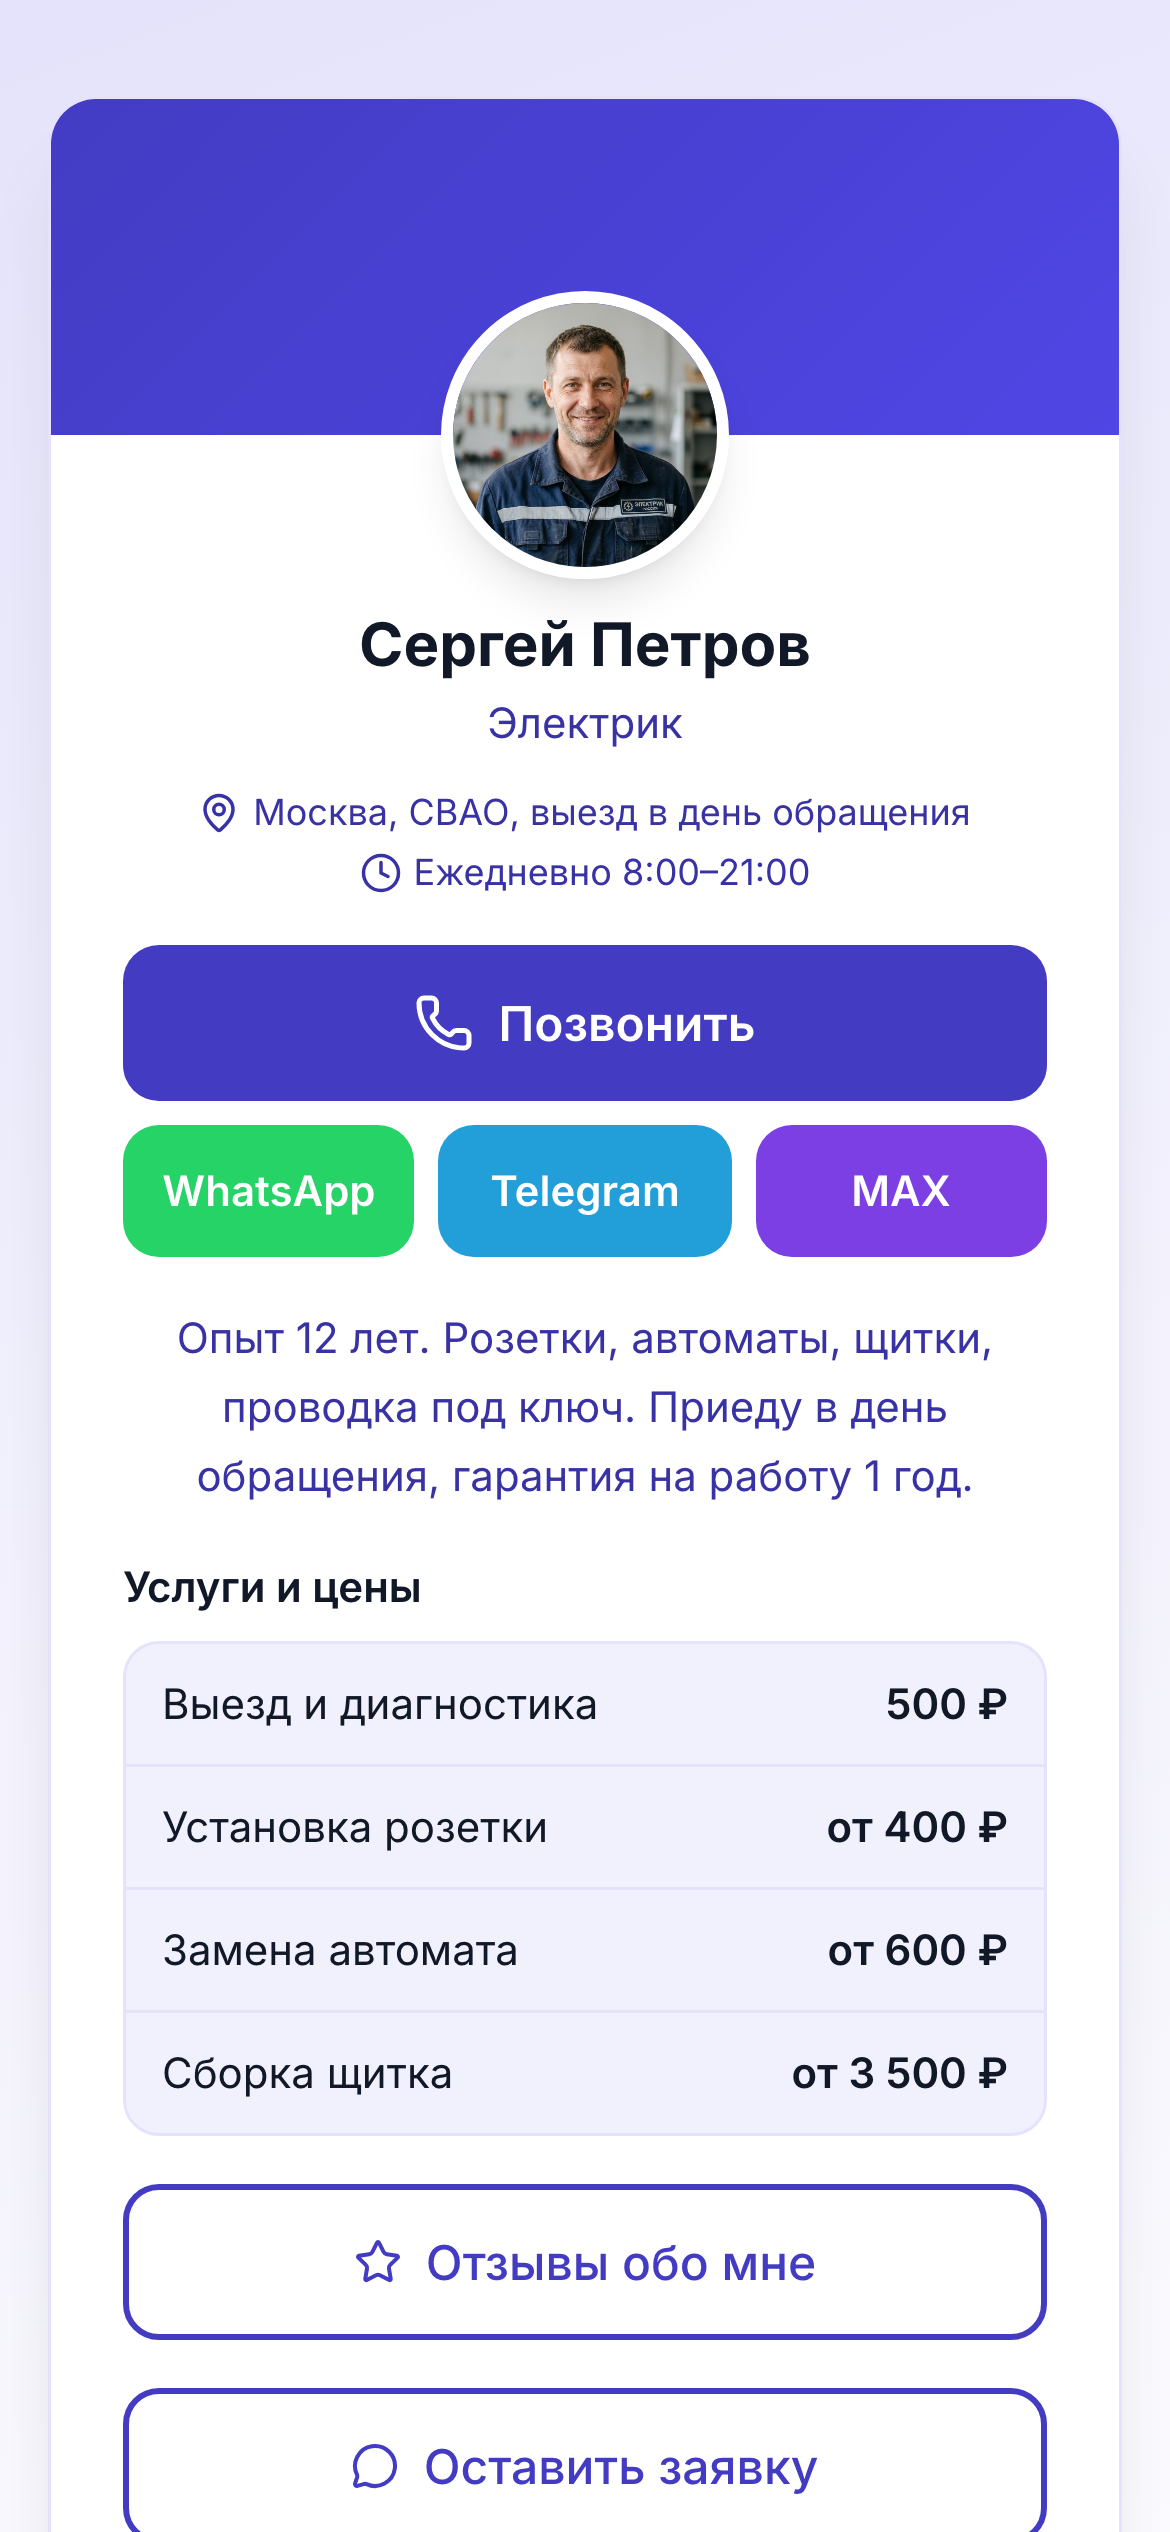 ЭЛЕКТРИК
Сергей Петров
Электрик
Москва, СВАО, выезд в день обращения
Ежедневно 8:00–21:00
Позвонить
WhatsApp
Telegram
MAX
Опыт 12 лет. Розетки, автоматы, щитки,
проводка под ключ. Приеду в день
обращения, гарантия на работу 1 год.
Услуги и цены
Выезд и диагностика 500 ₽
Установка розетки от 400 ₽
Замена автомата от 600 ₽
Сборка щитка от 3 500 ₽
Отзывы обо мне
Оставить заявку